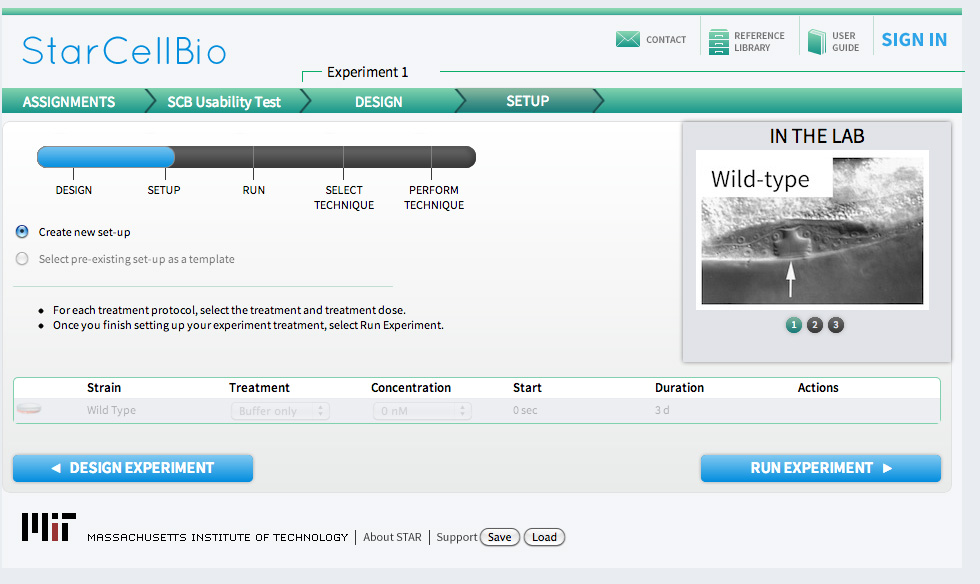 StarCellBio
CONTACT
REFERENCE
LIBRARY
USER
GUIDE
SIGN IN
Experiment 1
ASSIGNMENTS
SCB Usability Test
DESIGN
SETUP
DESIGN
SETUP
RUN
SELECT
TECHNIQUE
PERFORM
TECHNIQUE
Create new set-up
Select pre-existing set-up as a template
• For each treatment protocol, select the treatment and treatment dose.
• Once you finish setting up your experiment treatment, select Run Experiment.
IN THE LAB
Wild-type
1 2 3
Strain Treatment Concentration Start Duration Actions
Wild Type Buffer only 0 nM 0 sec 3 d
◄ DESIGN EXPERIMENT
RUN EXPERIMENT ►
MIT MASSACHUSETTS INSTITUTE OF TECHNOLOGY | About STAR | Support Save Load